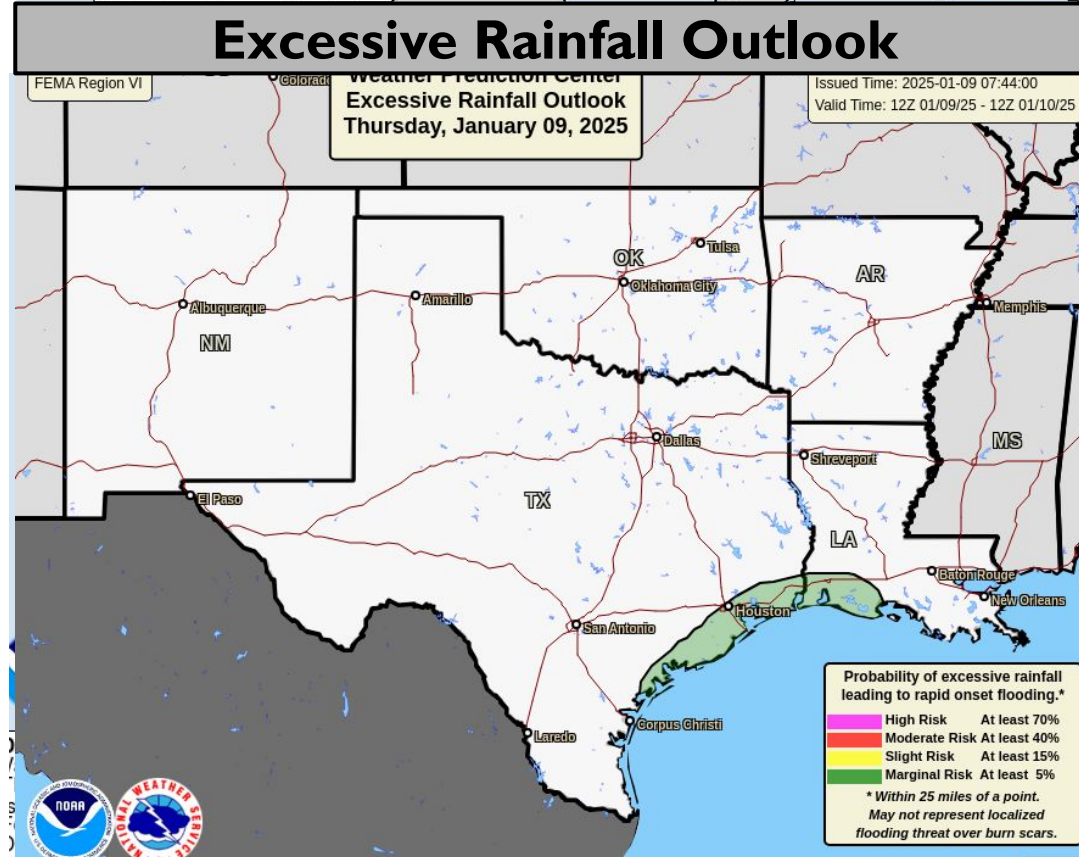 Excessive Rainfall Outlook
FEMA Region VI
Weather Prediction Center
Excessive Rainfall Outlook
Thursday, January 09, 2025
Issued Time: 2025-01-09 07:44:00
Valid Time: 12Z 01/09/25 - 12Z 01/10/25
Colorado
Tulsa
OK
Oklahoma City
AR
Amarillo
Albuquerque
Memphis
NM
Dallas
MS
Shreveport
El Paso
TX
LA
Baton Rouge
New Orleans
Houston
San Antonio
Corpus Christi
Laredo
Probability of excessive rainfall
leading to rapid onset flooding.*
High Risk At least 70%
Moderate Risk At least 40%
Slight Risk At least 15%
Marginal Risk At least 5%
* Within 25 miles of a point.
May not represent localized
flooding threat over burn scars.
NOAA
NATIONAL WEATHER SERVICE